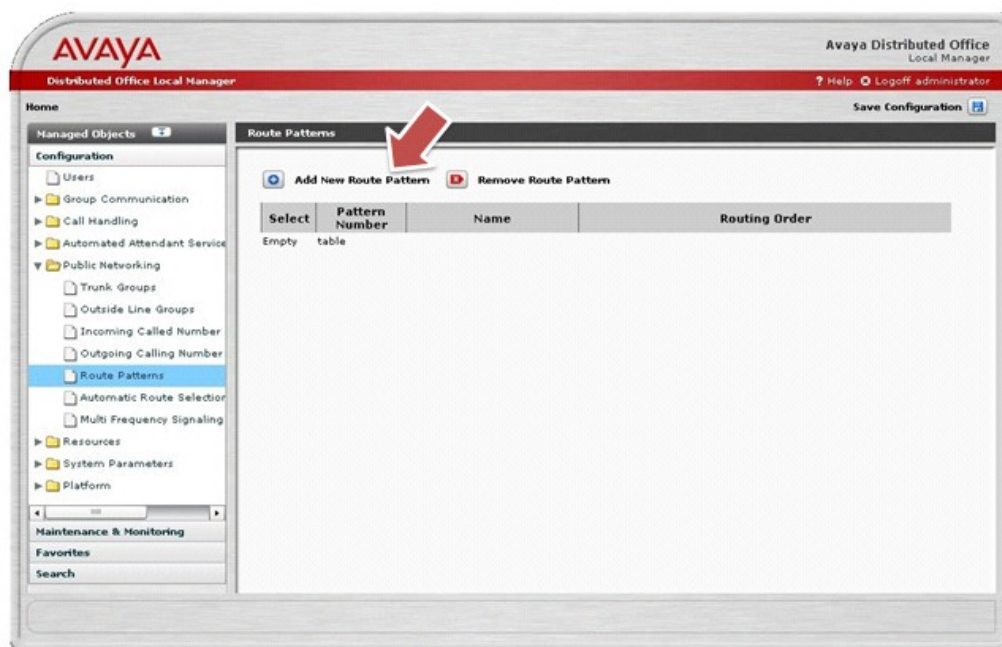 AVAYA
Avaya Distributed Office
Local Manager
Distributed Office Local Manager
? Help Logoff administrator
Home
Save Configuration
Managed Objects
Route Patterns
Configuration
Users
Group Communication
Call Handling
Automated Attendant Service
Public Networking
Trunk Groups
Outside Line Groups
Incoming Called Number
Outgoing Calling Number
Route Patterns
Automatic Route Selection
Multi Frequency Signaling
Resources
System Parameters
Platform
Maintenance & Monitoring
Favorites
Search
Add New Route Pattern Remove Route Pattern
Select Pattern Number Name Routing Order
Empty table